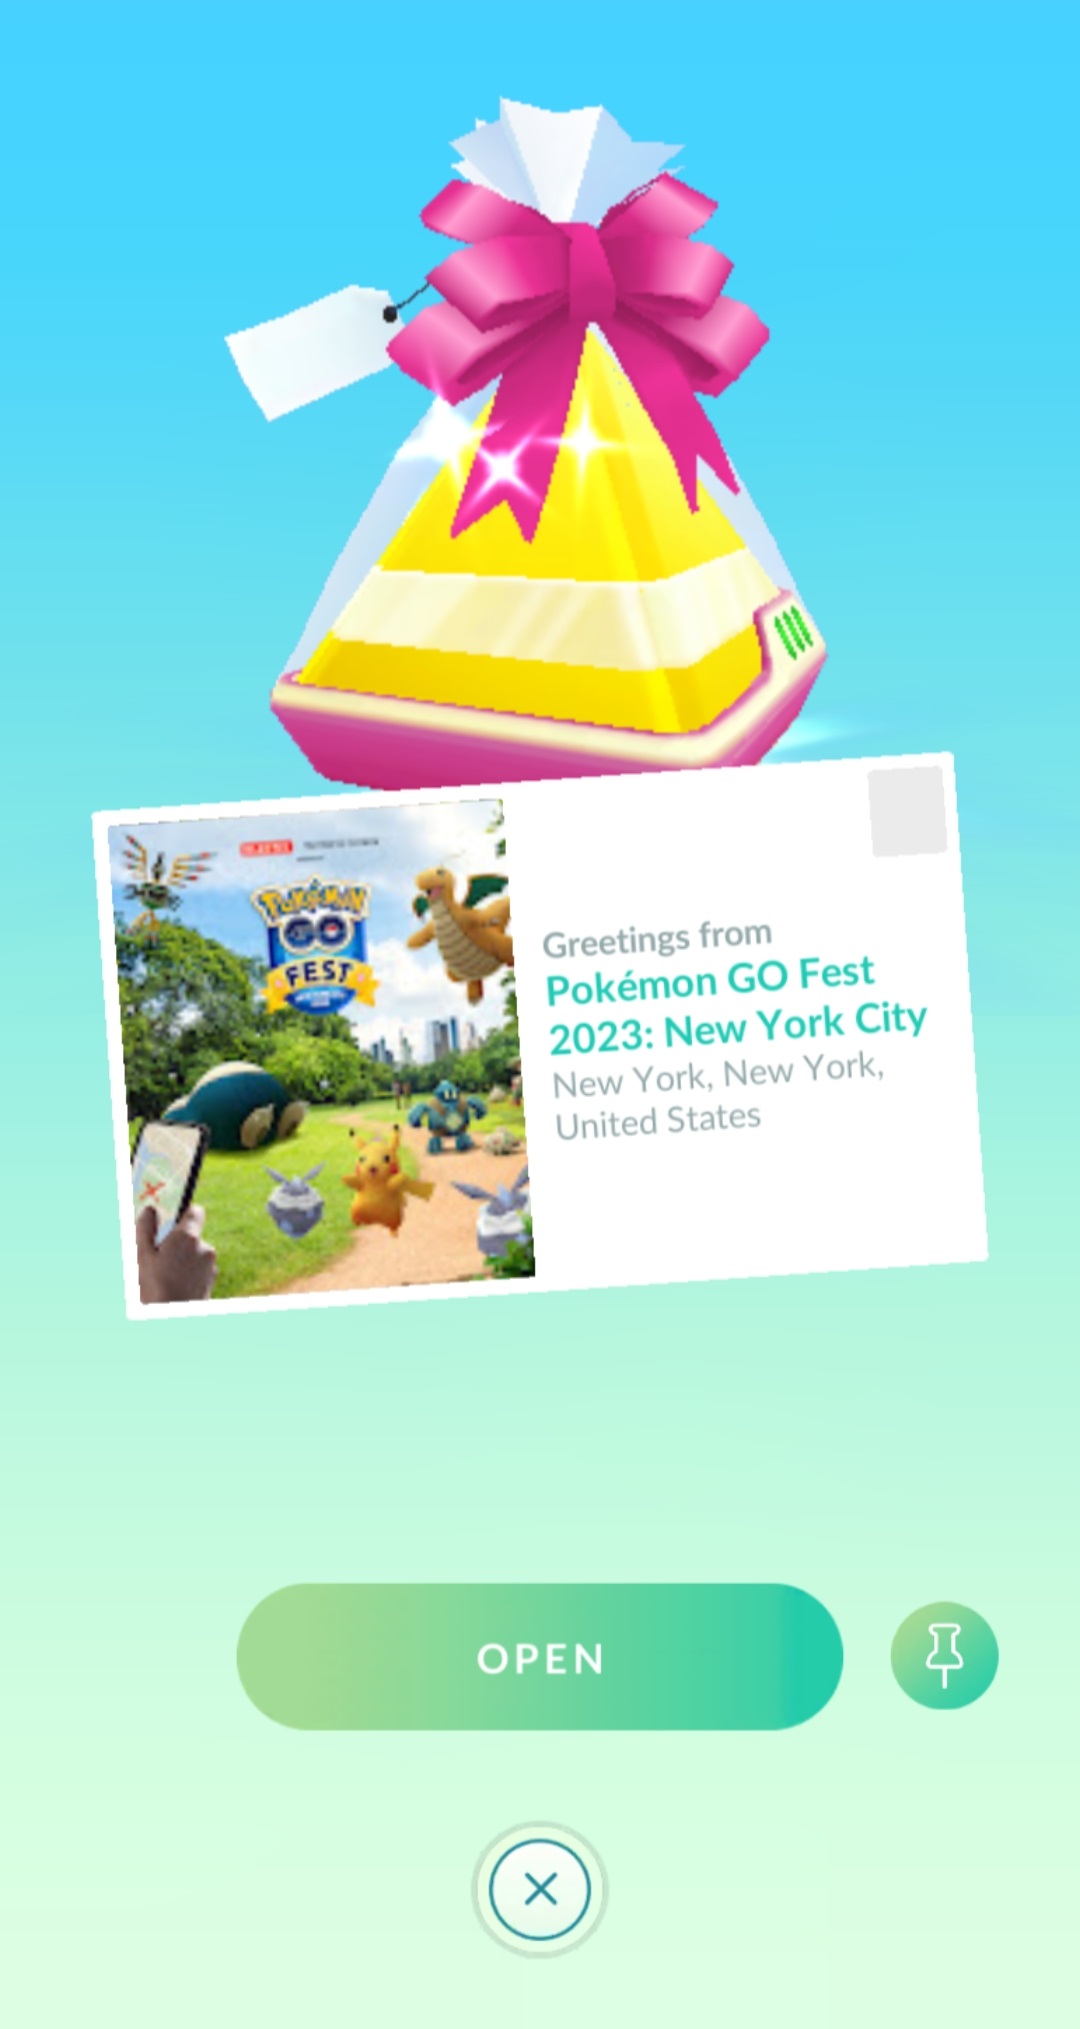 Pokémon
GO
FEST
Greetings from
Pokémon GO Fest
2023: New York City
New York, New York,
United States
OPEN